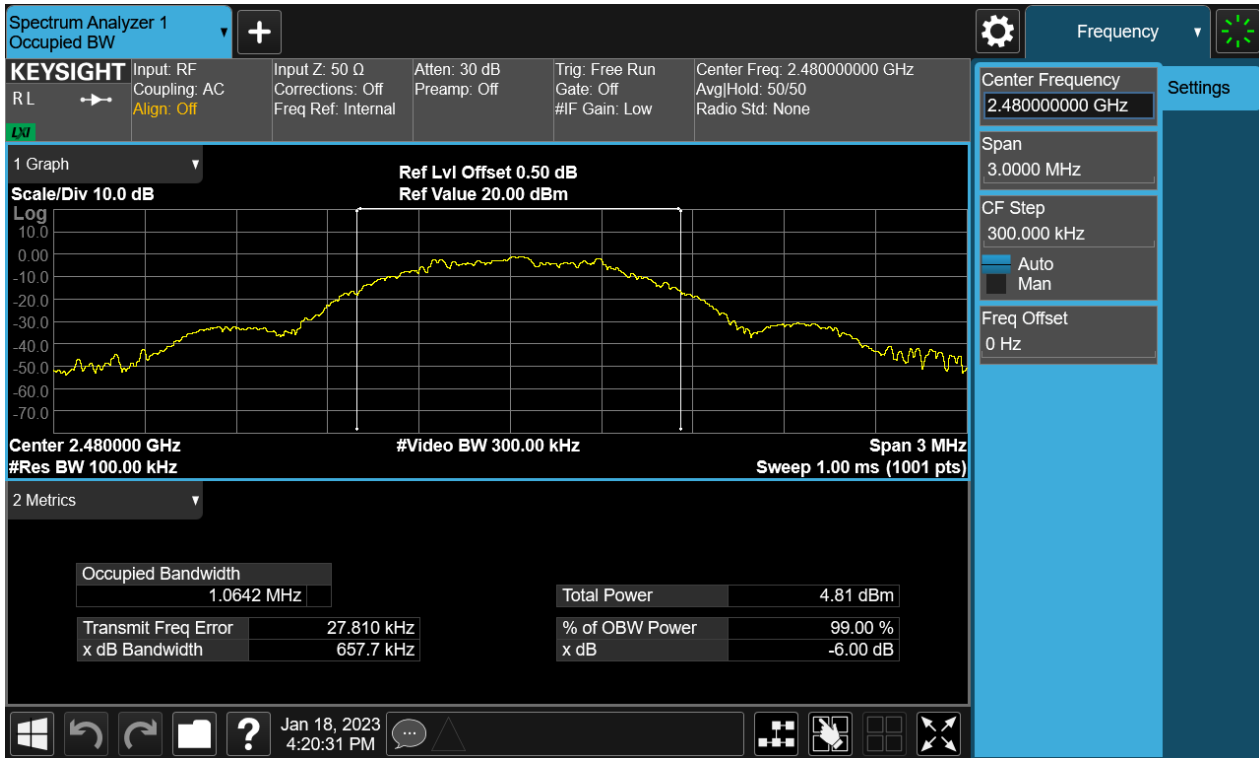 Spectrum Analyzer 1
Occupied BW
+
Frequency
KEYSIGHT
R L
LXI
Input: RF
Coupling: AC
Align: Off
Input Z: 50 Ω
Corrections: Off
Freq Ref: Internal
Atten: 30 dB
Preamp: Off
Trig: Free Run
Gate: Off
#IF Gain: Low
Center Freq: 2.480000000 GHz
Avg|Hold: 50/50
Radio Std: None
Center Frequency
2.480000000 GHz
Settings
Span
3.0000 MHz
CF Step
300.000 kHz
Auto
Man
Freq Offset
0 Hz
1 Graph
Scale/Div 10.0 dB
Ref Lvl Offset 0.50 dB
Ref Value 20.00 dBm
Log
10.0
0.00
-10.0
-20.0
-30.0
-40.0
-50.0
-60.0
-70.0
Center 2.480000 GHz
#Video BW 300.00 kHz
Span 3 MHz
#Res BW 100.00 kHz
Sweep 1.00 ms (1001 pts)
2 Metrics
Occupied Bandwidth
1.0642 MHz
Total Power 4.81 dBm
Transmit Freq Error 27.810 kHz
% of OBW Power 99.00 %
x dB Bandwidth 657.7 kHz
x dB -6.00 dB
?
Jan 18, 2023
4:20:31 PM